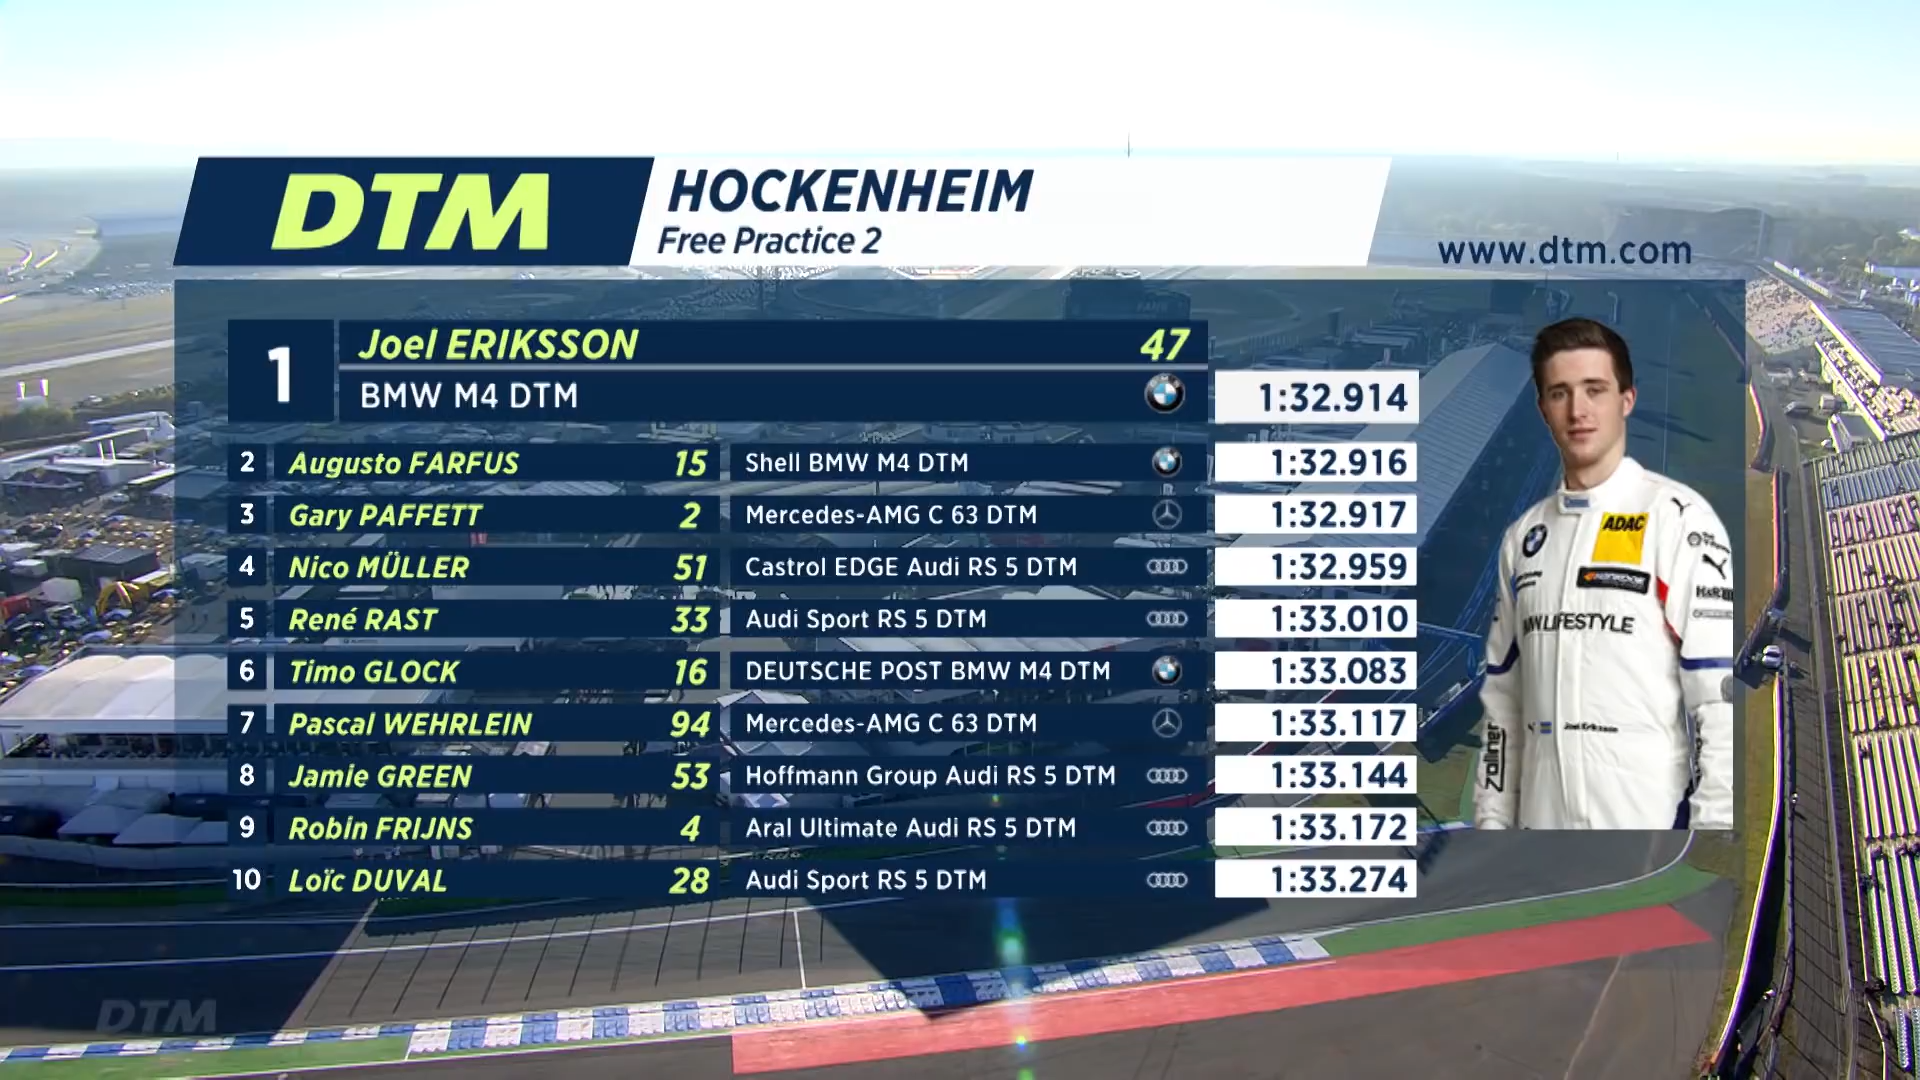 DTM
HOCKENHEIM
Free Practice 2
www.dtm.com
1 Joel ERIKSSON 47
BMW M4 DTM 1:32.914
2 Augusto FARFUS 15 Shell BMW M4 DTM 1:32.916
3 Gary PAFFETT 2 Mercedes-AMG C 63 DTM 1:32.917
4 Nico MÜLLER 51 Castrol EDGE Audi RS 5 DTM 1:32.959
5 René RAST 33 Audi Sport RS 5 DTM 1:33.010
6 Timo GLOCK 16 DEUTSCHE POST BMW M4 DTM 1:33.083
7 Pascal WEHRLEIN 94 Mercedes-AMG C 63 DTM 1:33.117
8 Jamie GREEN 53 Hoffmann Group Audi RS 5 DTM 1:33.144
9 Robin FRIJNS 4 Aral Ultimate Audi RS 5 DTM 1:33.172
10 Loïc DUVAL 28 Audi Sport RS 5 DTM 1:33.274
ADAC
LIFESTYLE
H&R
Joel Eriksson
zollner
DTM